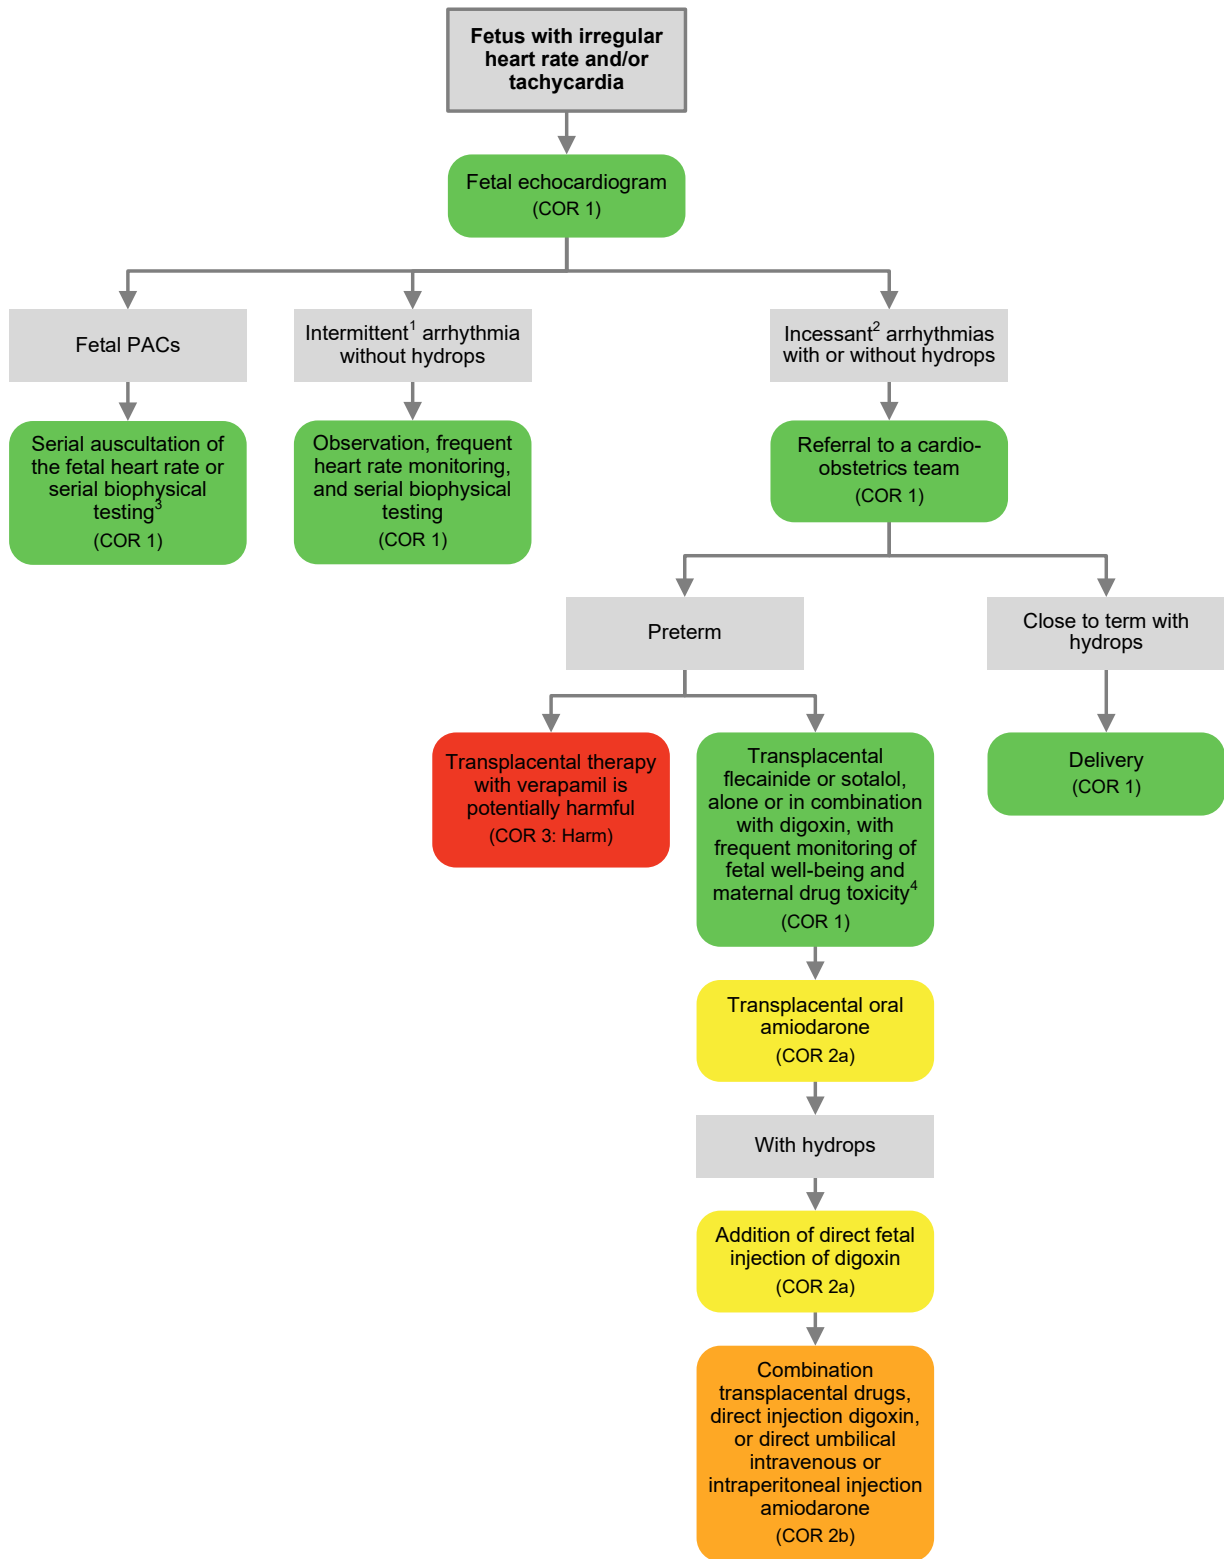 Fetus with irregular
heart rate and/or
tachycardia
Fetal echocardiogram
(COR 1)
Fetal PACs
Intermittent1 arrhythmia
without hydrops
Incessant2 arrhythmias
with or without hydrops
Serial auscultation of
the fetal heart rate or
serial biophysical
testing3
(COR 1)
Observation, frequent
heart rate monitoring,
and serial biophysical
testing
(COR 1)
Referral to a cardio-
obstetrics team
(COR 1)
Preterm
Close to term with
hydrops
Transplacental therapy
with verapamil is
potentially harmful
(COR 3: Harm)
Transplacental
flecainide or sotalol,
alone or in combination
with digoxin, with
frequent monitoring of
fetal well-being and
maternal drug toxicity4
(COR 1)
Delivery
(COR 1)
Transplacental oral
amiodarone
(COR 2a)
With hydrops
Addition of direct fetal
injection of digoxin
(COR 2a)
Combination
transplacental drugs,
direct injection digoxin,
or direct umbilical
intravenous or
intraperitoneal injection
amiodarone
(COR 2b)